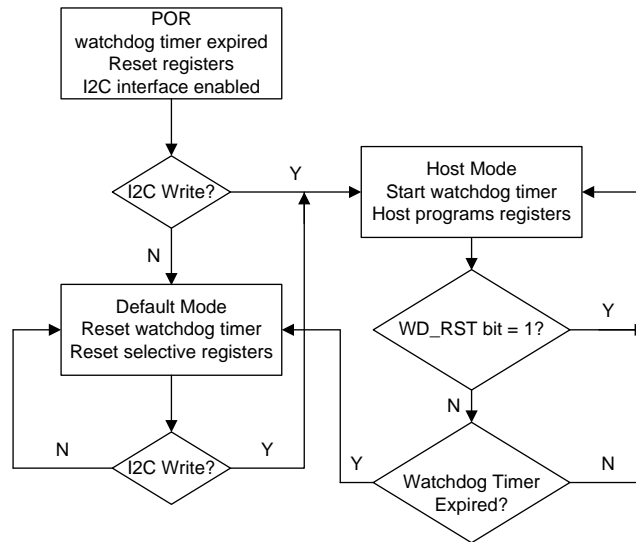 POR
watchdog timer expired
Reset registers
I2C interface enabled
I2C Write?
Y
N
Host Mode
Start watchdog timer
Host programs registers
Default Mode
Reset watchdog timer
Reset selective registers
WD_RST bit = 1?
Y
N
I2C Write?
N
Y
Watchdog Timer
Expired?
Y
N